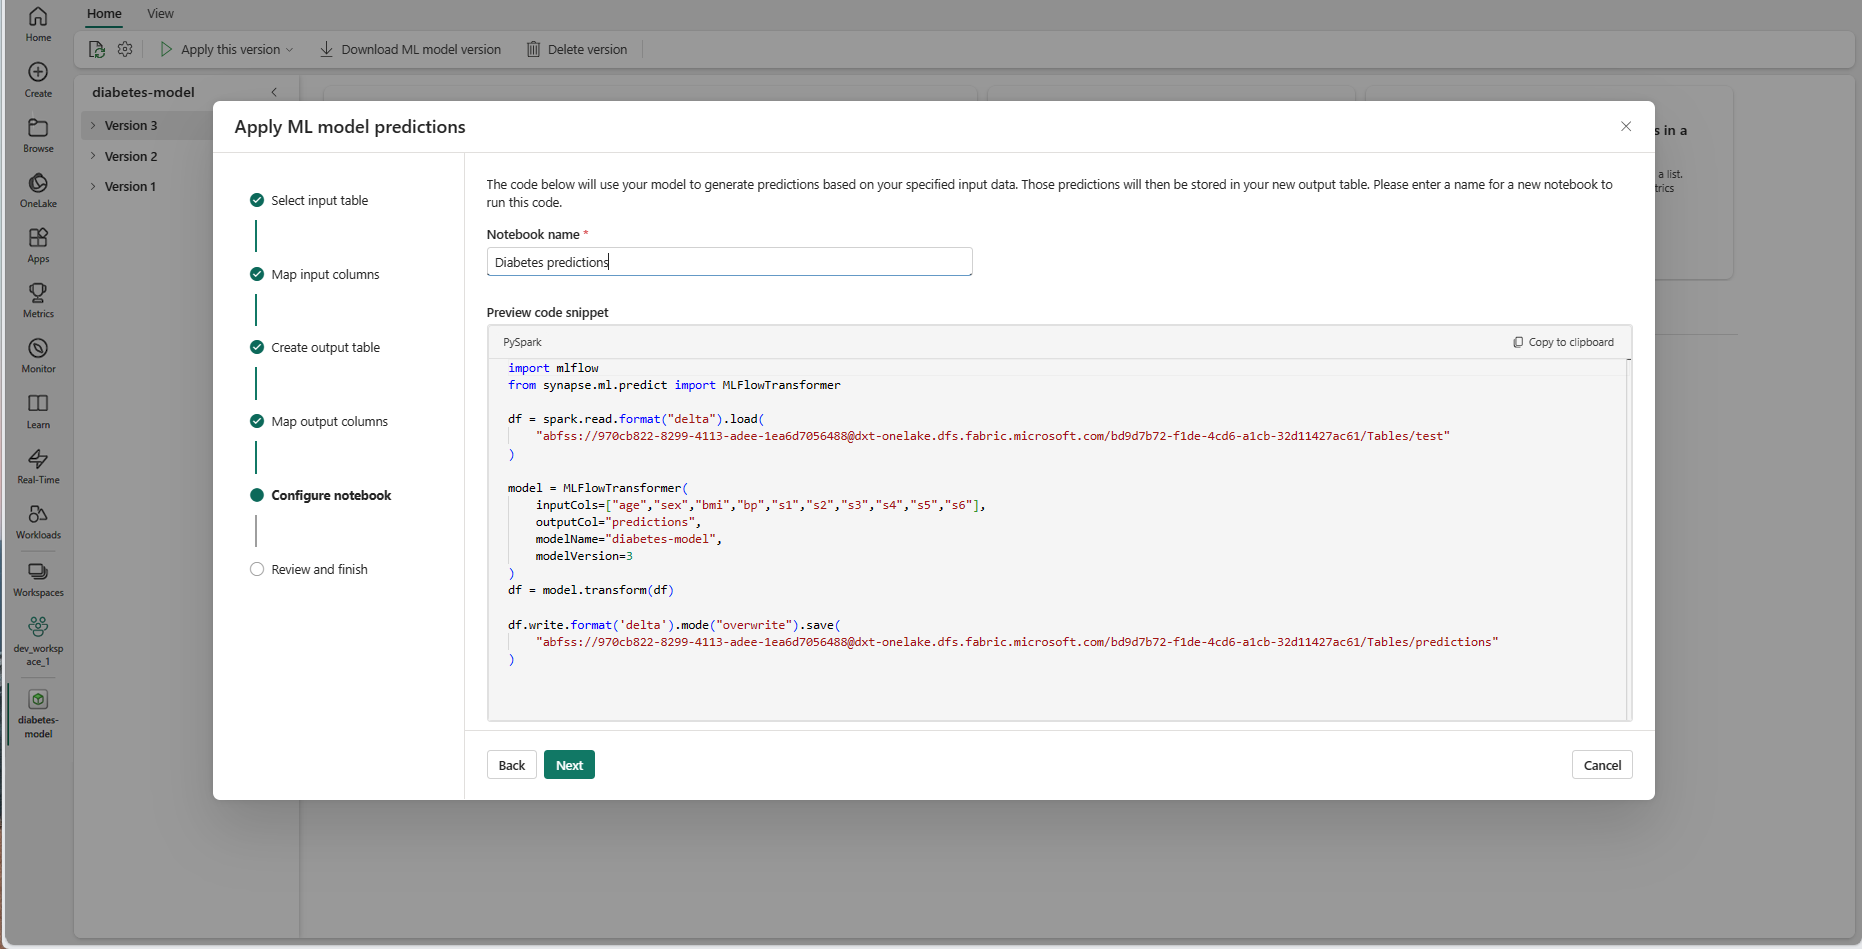 Home
View
Home
Apply this version
Download ML model version
Delete version
Create
Browse
OneLake
Apps
Metrics
Monitor
Learn
Real-Time
Workloads
Workspaces
dev_worksp
ace_1
diabetes-
model
diabetes-model
Version 3
Version 2
Version 1
s in a
a list.
trics
Apply ML model predictions
Select input table
Map input columns
Create output table
Map output columns
Configure notebook
Review and finish
The code below will use your model to generate predictions based on your specified input data. Those predictions will then be stored in your new output table. Please enter a name for a new notebook to
run this code.
Notebook name *
Diabetes predictions
Preview code snippet
PySpark
Copy to clipboard
import mlflow
from synapse.ml.predict import MLFlowTransformer
df = spark.read.format("delta").load(
"abfss://970cb822-8299-4113-adee-1ea6d7056488@dxt-onelake.dfs.fabric.microsoft.com/bd9d7b72-f1de-4cd6-a1cb-32d11427ac61/Tables/test"
)
model = MLFlowTransformer(
inputCols=["age","sex","bmi","bp","s1","s2","s3","s4","s5","s6"],
outputCol="predictions",
modelName="diabetes-model",
modelVersion=3
)
df = model.transform(df)
df.write.format('delta').mode("overwrite").save(
"abfss://970cb822-8299-4113-adee-1ea6d7056488@dxt-onelake.dfs.fabric.microsoft.com/bd9d7b72-f1de-4cd6-a1cb-32d11427ac61/Tables/predictions"
)
Back
Next
Cancel